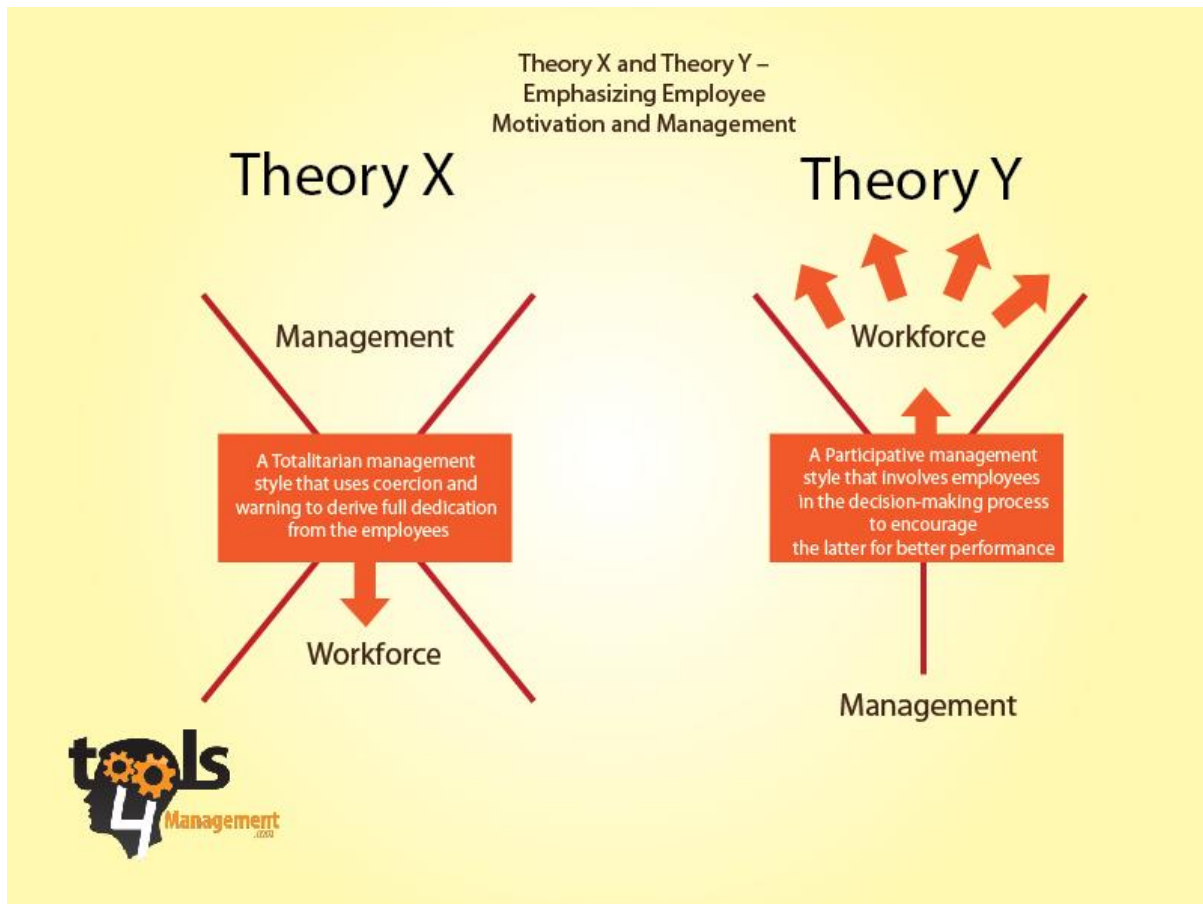 Theory X and Theory Y –
Emphasizing Employee
Motivation and Management
Theory X
Management
A Totalitarian management
style that uses coercion and
warning to derive full dedication
from the employees
Workforce
Theory Y
Workforce
A Participative management
style that involves employees
in the decision-making process
to encourage
the latter for better performance
Management
tools
4
Management
.com